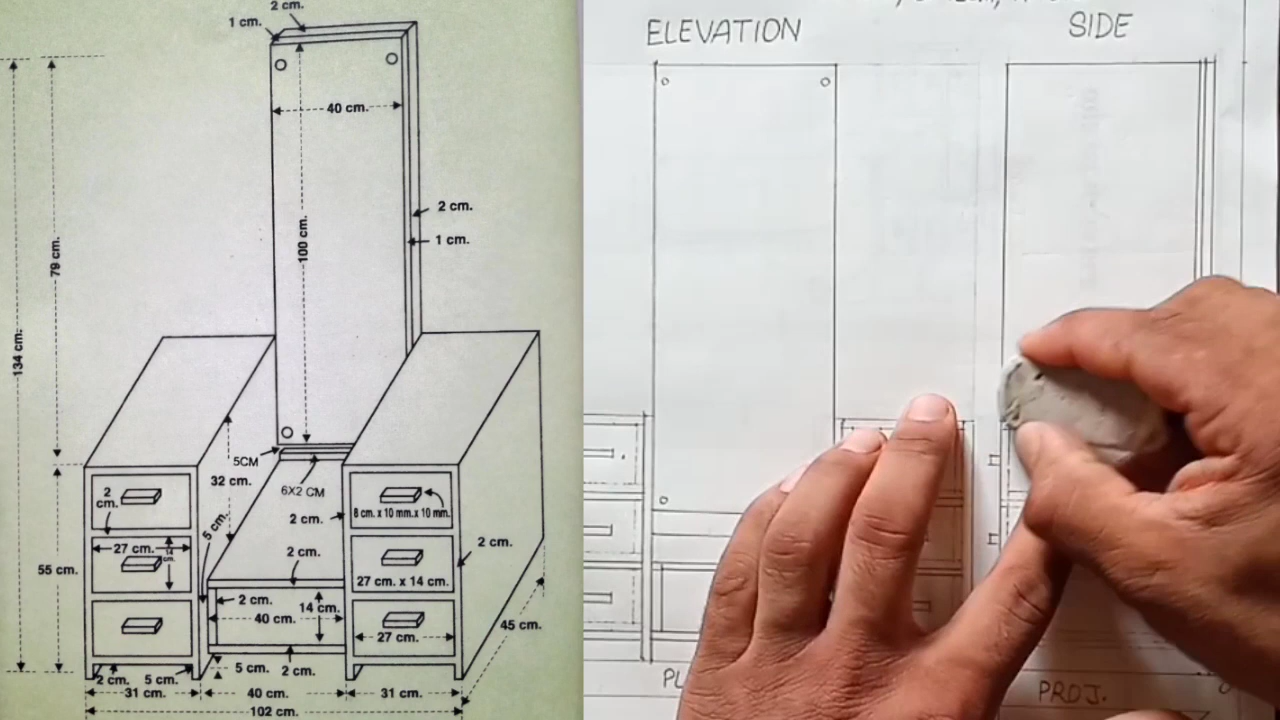 2 cm.
1 cm.
40 cm.
79 cm.
100 cm.
134 cm.
2 cm.
1 cm.
5CM
32 cm.
6X2 CM
2 cm.
5 cm.
2 cm.
27 cm.
14 cm.
55 cm.
8 cm. x 10 mm. x 10 mm.
2 cm.
2 cm.
27 cm. x 14 cm.
2 cm.
14 cm.
40 cm.
27 cm.
45 cm.
2 cm.
5 cm.
5 cm.
2 cm.
31 cm.
40 cm.
31 cm.
102 cm.
ELEVATION
SIDE
PROJ.